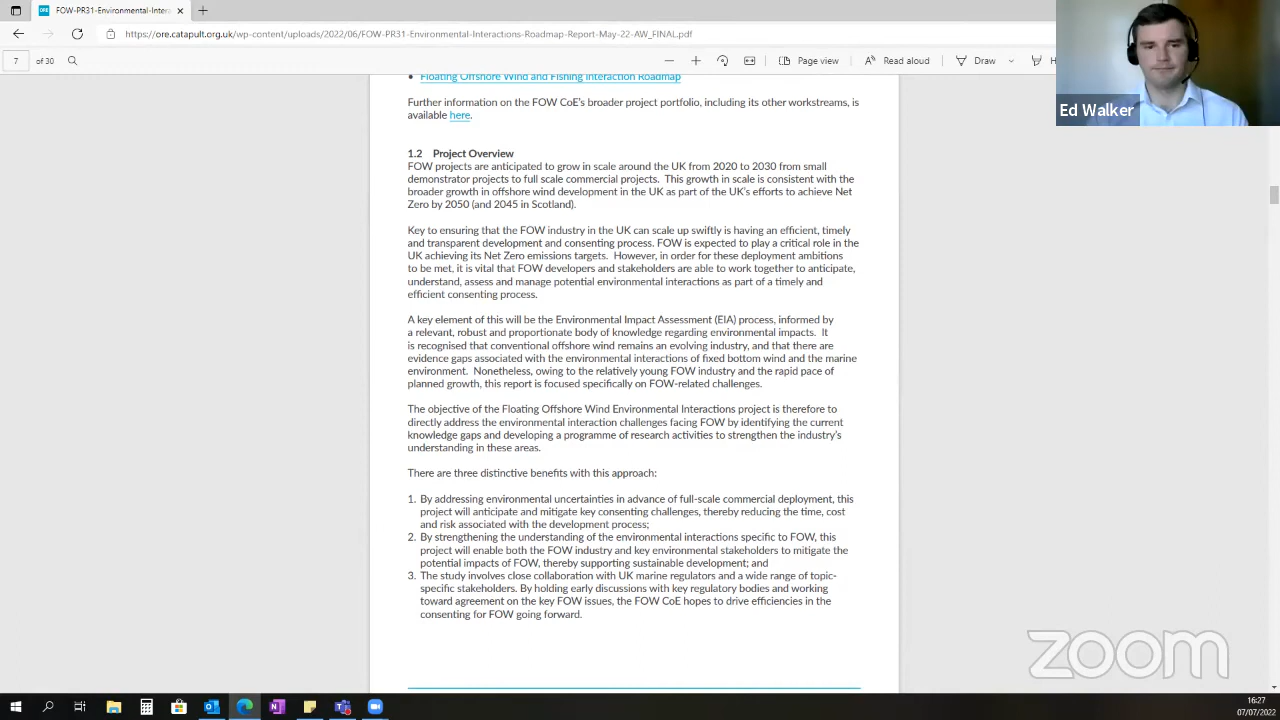 FOW-PR31-Environmental-Interac
https://ore.catapult.org.uk/wp-content/uploads/2022/06/FOW-PR31-Environmental-Interactions-Roadmap-Report-May-22-AW_FINAL.pdf
7 of 30
Page view
Read aloud
Draw
H
Ed Walker
• Floating Offshore Wind and Fishing Interaction Roadmap
Further information on the FOW CoE's broader project portfolio, including its other workstreams, is
available here.
1.2 Project Overview
FOW projects are anticipated to grow in scale around the UK from 2020 to 2030 from small
demonstrator projects to full scale commercial projects. This growth in scale is consistent with the
broader growth in offshore wind development in the UK as part of the UK's efforts to achieve Net
Zero by 2050 (and 2045 in Scotland).
Key to ensuring that the FOW industry in the UK can scale up swiftly is having an efficient, timely
and transparent development and consenting process. FOW is expected to play a critical role in the
UK achieving its Net Zero emissions targets. However, in order for these deployment ambitions
to be met, it is vital that FOW developers and stakeholders are able to work together to anticipate,
understand, assess and manage potential environmental interactions as part of a timely and
efficient consenting process.
A key element of this will be the Environmental Impact Assessment (EIA) process, informed by
a relevant, robust and proportionate body of knowledge regarding environmental impacts. It
is recognised that conventional offshore wind remains an evolving industry, and that there are
evidence gaps associated with the environmental interactions of fixed bottom wind and the marine
environment. Nonetheless, owing to the relatively young FOW industry and the rapid pace of
planned growth, this report is focused specifically on FOW-related challenges.
The objective of the Floating Offshore Wind Environmental Interactions project is therefore to
directly address the environmental interaction challenges facing FOW by identifying the current
knowledge gaps and developing a programme of research activities to strengthen the industry's
understanding in these areas.
There are three distinctive benefits with this approach:
1. By addressing environmental uncertainties in advance of full-scale commercial deployment, this
project will anticipate and mitigate key consenting challenges, thereby reducing the time, cost
and risk associated with the development process;
2. By strengthening the understanding of the environmental interactions specific to FOW, this
project will enable both the FOW industry and key environmental stakeholders to mitigate the
potential impacts of FOW, thereby supporting sustainable development; and
3. The study involves close collaboration with UK marine regulators and a wide range of topic-
specific stakeholders. By holding early discussions with key regulatory bodies and working
toward agreement on the key FOW issues, the FOW CoE hopes to drive efficiencies in the
consenting for FOW going forward.
zoom
16:27
07/07/2022